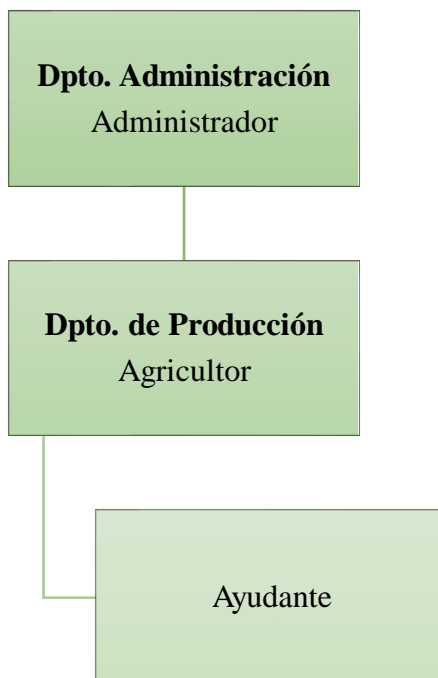 Dpto. Administración
Administrador
Dpto. de Producción
Agricultor
Ayudante